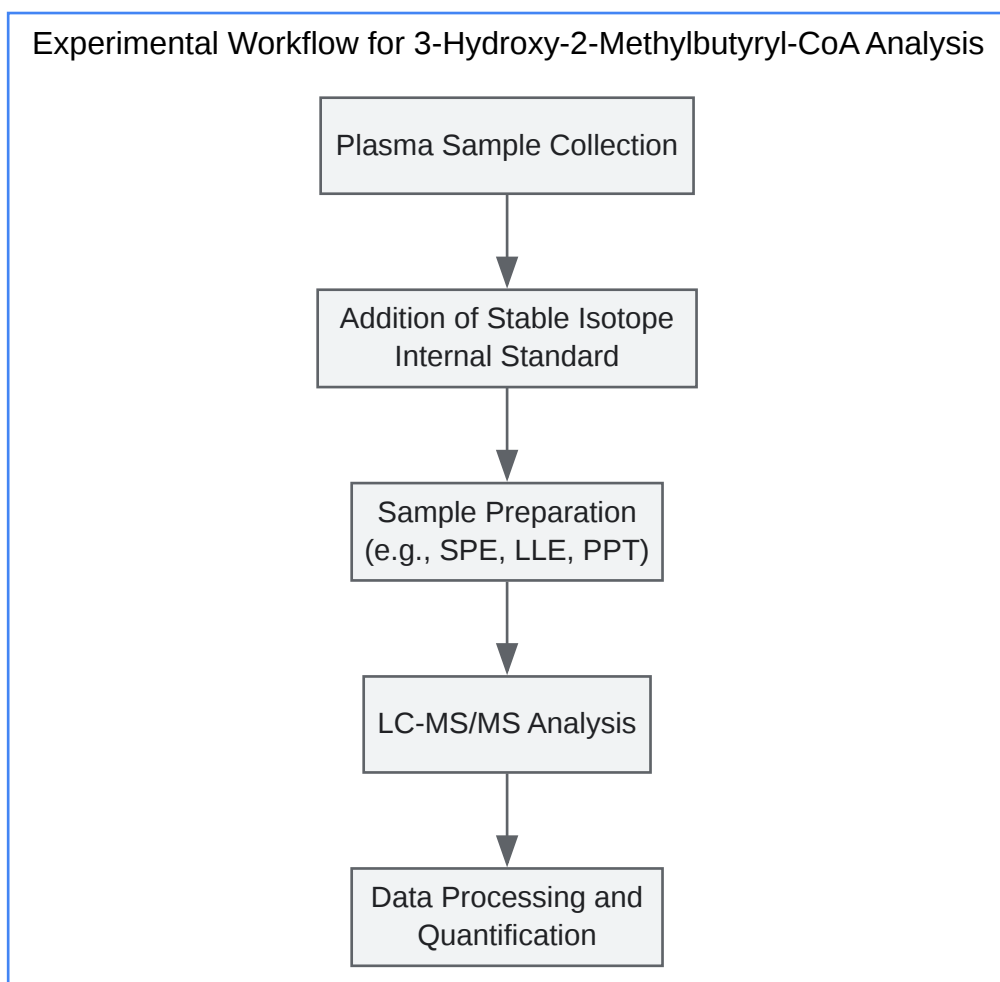 Experimental Workflow for 3-Hydroxy-2-Methylbutyryl-CoA Analysis
Plasma Sample Collection
Addition of Stable Isotope
Internal Standard
Sample Preparation
(e.g., SPE, LLE, PPT)
LC-MS/MS Analysis
Data Processing and
Quantification